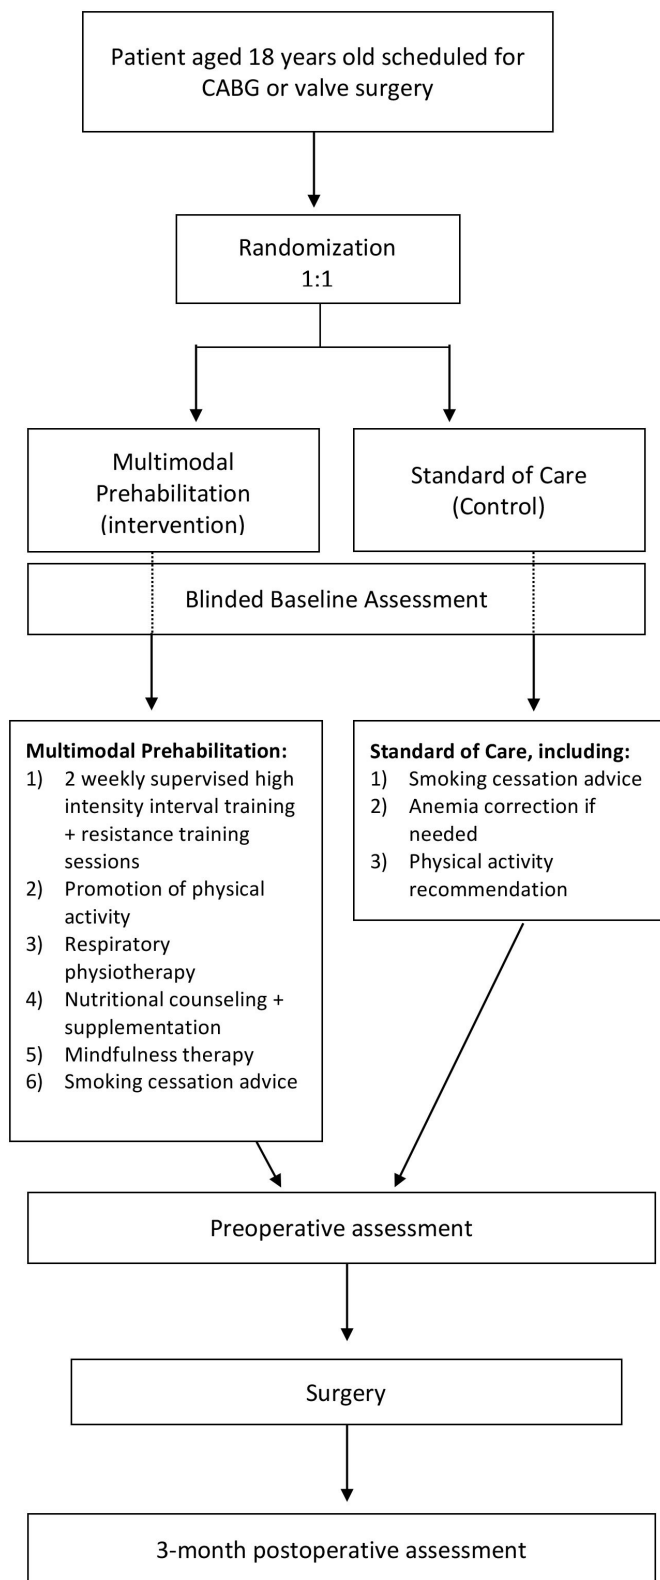 Patient aged 18 years old scheduled for
CABG or valve surgery
Randomization
1:1
Multimodal
Prehabilitation
(intervention)
Standard of Care
(Control)
Blinded Baseline Assessment
Multimodal Prehabilitation:
1) 2 weekly supervised high
intensity interval training
+ resistance training
sessions
2) Promotion of physical
activity
3) Respiratory
physiotherapy
4) Nutritional counseling +
supplementation
5) Mindfulness therapy
6) Smoking cessation advice
Standard of Care, including:
1) Smoking cessation advice
2) Anemia correction if
needed
3) Physical activity
recommendation
Preoperative assessment
Surgery
3-month postoperative assessment